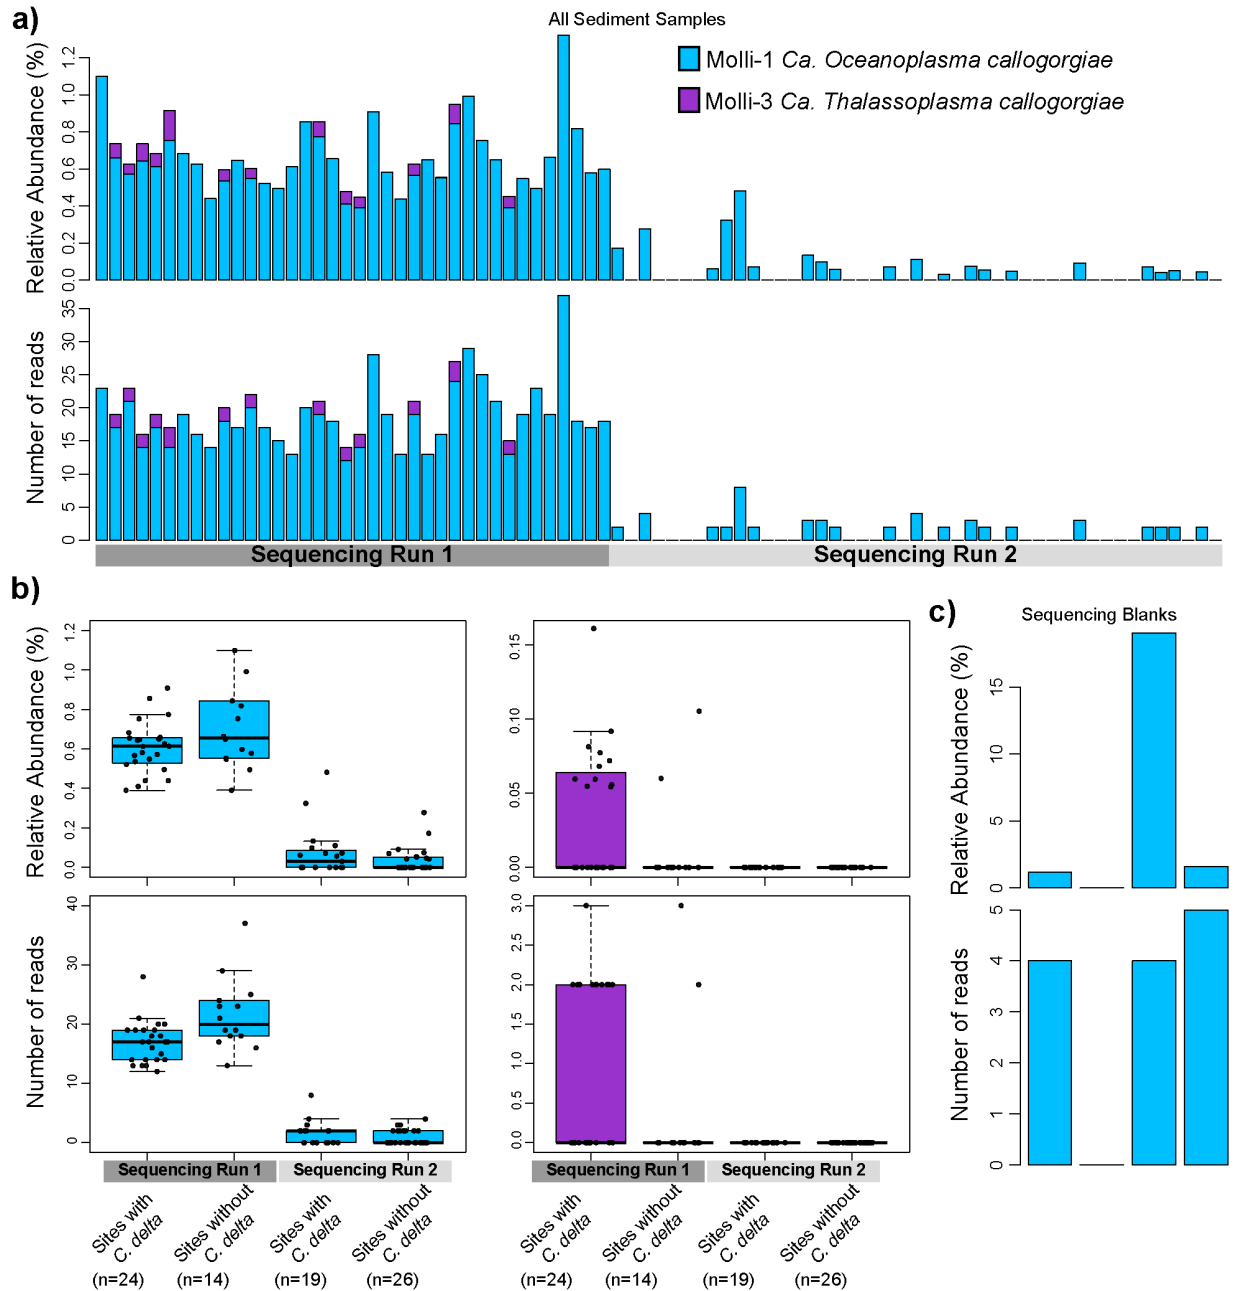 a)
All Sediment Samples
Molli-1 Ca. Oceanoplasma callogorgiae
Molli-3 Ca. Thalassoplasma callogorgiae
Relative Abundance (%)
1.2
1.0
0.8
0.6
0.4
0.2
0.0
Number of reads
35
30
25
20
15
10
5
0
Sequencing Run 1
Sequencing Run 2
b)
Relative Abundance (%)
1.2
1.0
0.8
0.6
0.4
0.2
0.0
0.15
0.10
0.05
0.0
Number of reads
40
30
20
10
0
3.0
2.0
1.5
1.0
0.5
0.0
Sequencing Run 1
Sequencing Run 2
Sequencing Run 1
Sequencing Run 2
Sites with
C. delta
(n=24)
Sites without
C. delta
(n=14)
Sites with
C. delta
(n=19)
Sites without
C. delta
(n=26)
Sites with
C. delta
(n=24)
Sites without
C. delta
(n=14)
Sites with
C. delta
(n=19)
Sites without
C. delta
(n=26)
c)
Sequencing Blanks
Relative Abundance (%)
15
10
5
0
Number of reads
5
4
3
2
1
0